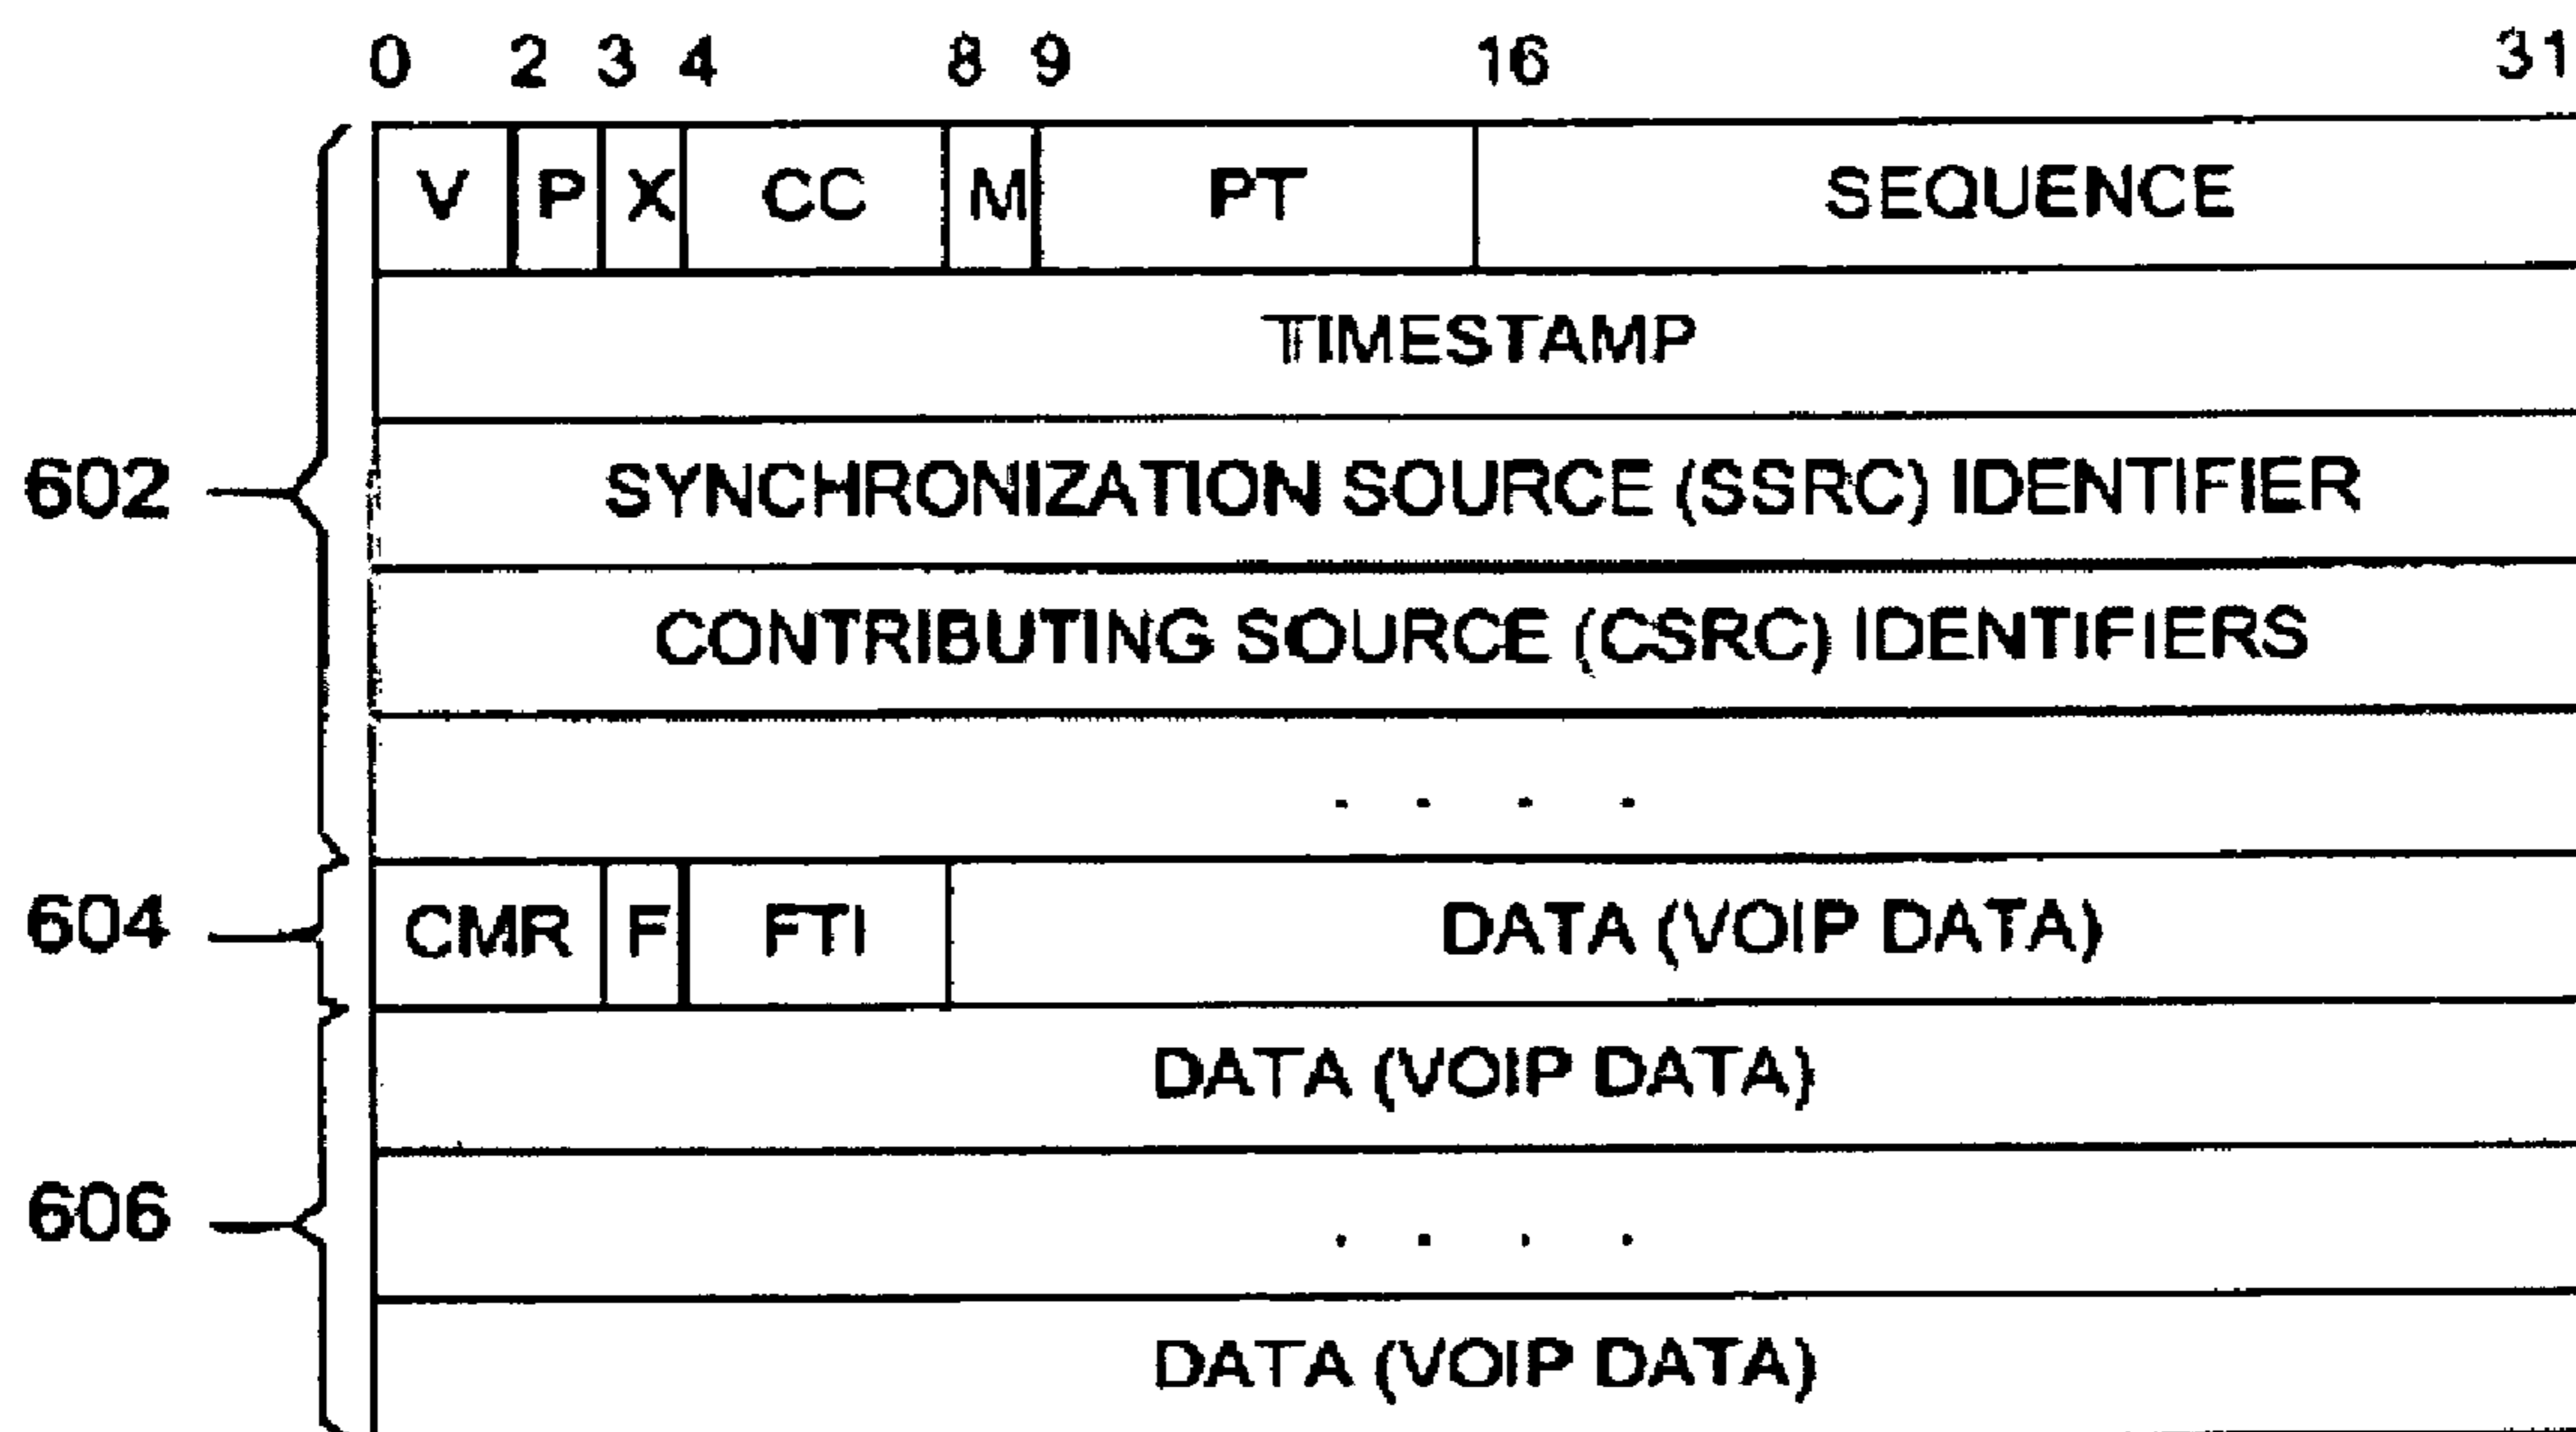 0 2 3 4 8 9 16 31
V P X CC M PT SEQUENCE
TIMESTAMP
602 SYNCHRONIZATION SOURCE (SSRC) IDENTIFIER
CONTRIBUTING SOURCE (CSRC) IDENTIFIERS
. . . .
604 CMR F FTI DATA (VOIP DATA)
DATA (VOIP DATA)
606 . . . .
DATA (VOIP DATA)